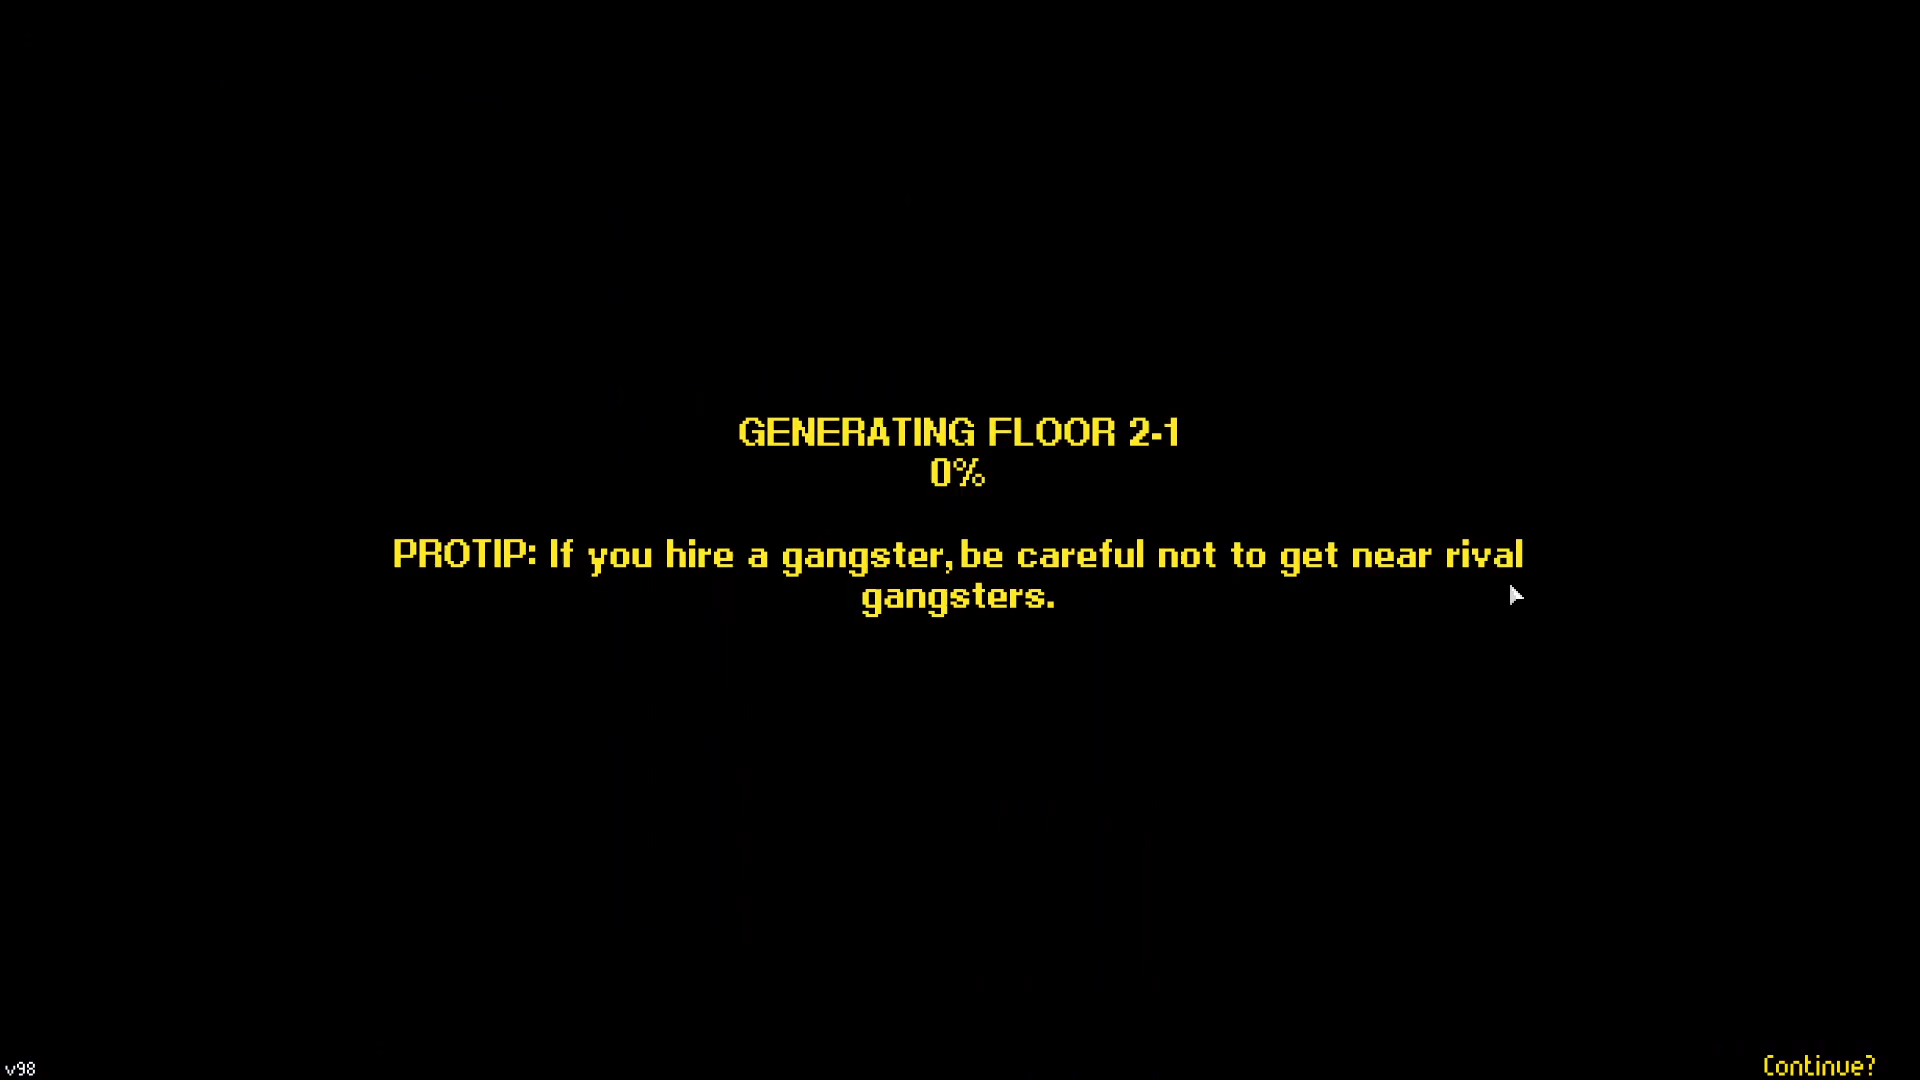 GENERATING FLOOR 2-1
0%
PROTIP: If you hire a gangster, be careful not to get near rival
gangsters.
v98
Continue?